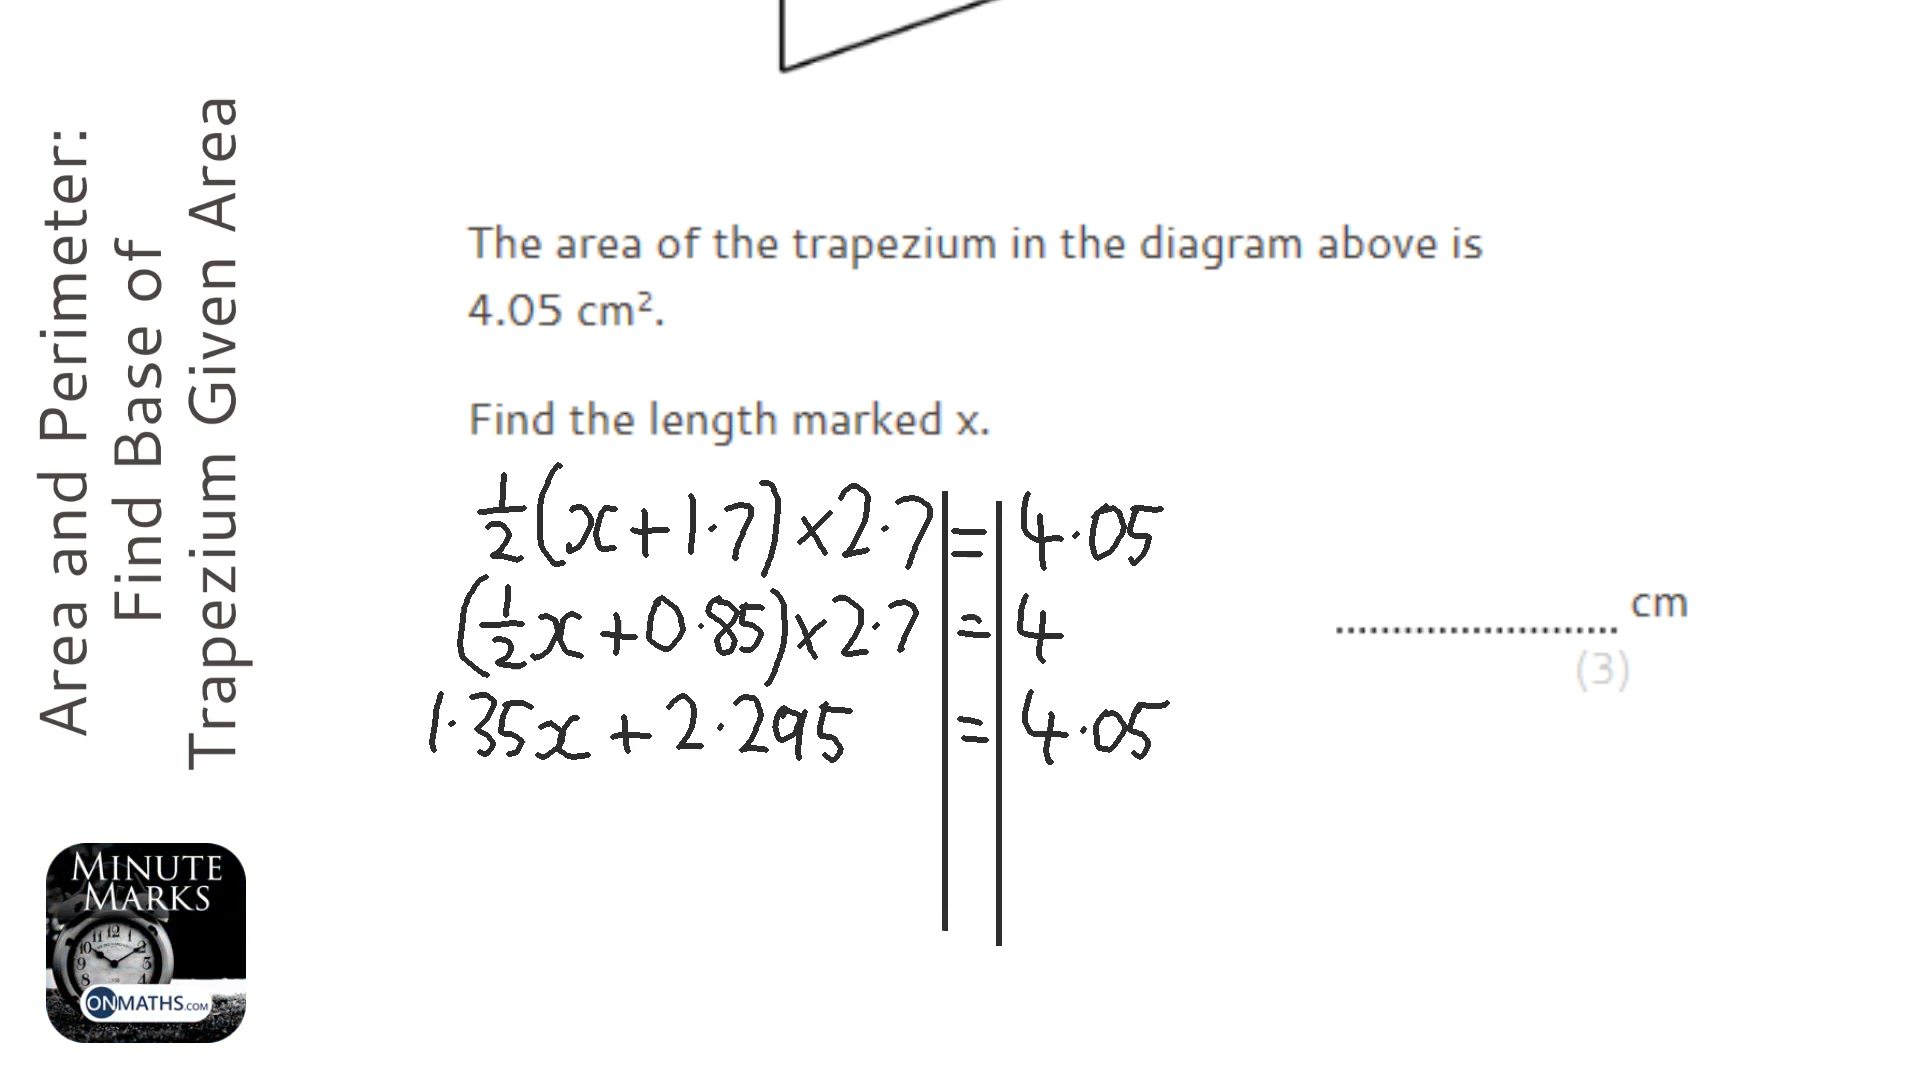 Area and Perimeter:
Find Base of
Trapezium Given Area
The area of the trapezium in the diagram above is
4.05 cm².
Find the length marked x.
½(x+1.7)×2.7 = 4.05
(½x+0.85)×2.7 = 4
1.35x+2.295 = 4.05
........................ cm
(3)
MINUTE
MARKS
ONMATHS.COM